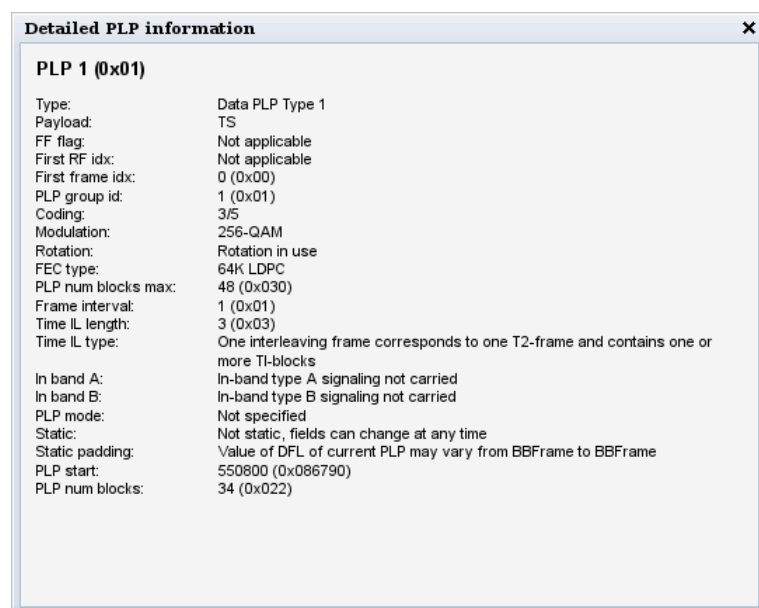 Detailed PLP information
PLP 1 (0x01)
Type: Data PLP Type 1
Payload: TS
FF flag: Not applicable
First RF idx: Not applicable
First frame idx: 0 (0x00)
PLP group id: 1 (0x01)
Coding: 3/5
Modulation: 256-QAM
Rotation: Rotation in use
FEC type: 64K LDPC
PLP num blocks max: 48 (0x030)
Frame interval: 1 (0x01)
Time IL length: 3 (0x03)
Time IL type: One interleaving frame corresponds to one T2-frame and contains one or
more TI-blocks
In band A: In-band type A signaling not carried
In band B: In-band type B signaling not carried
PLP mode: Not specified
Static: Not static, fields can change at any time
Static padding: Value of DFL of current PLP may vary from BBFrame to BBFrame
PLP start: 550800 (0x086790)
PLP num blocks: 34 (0x022)